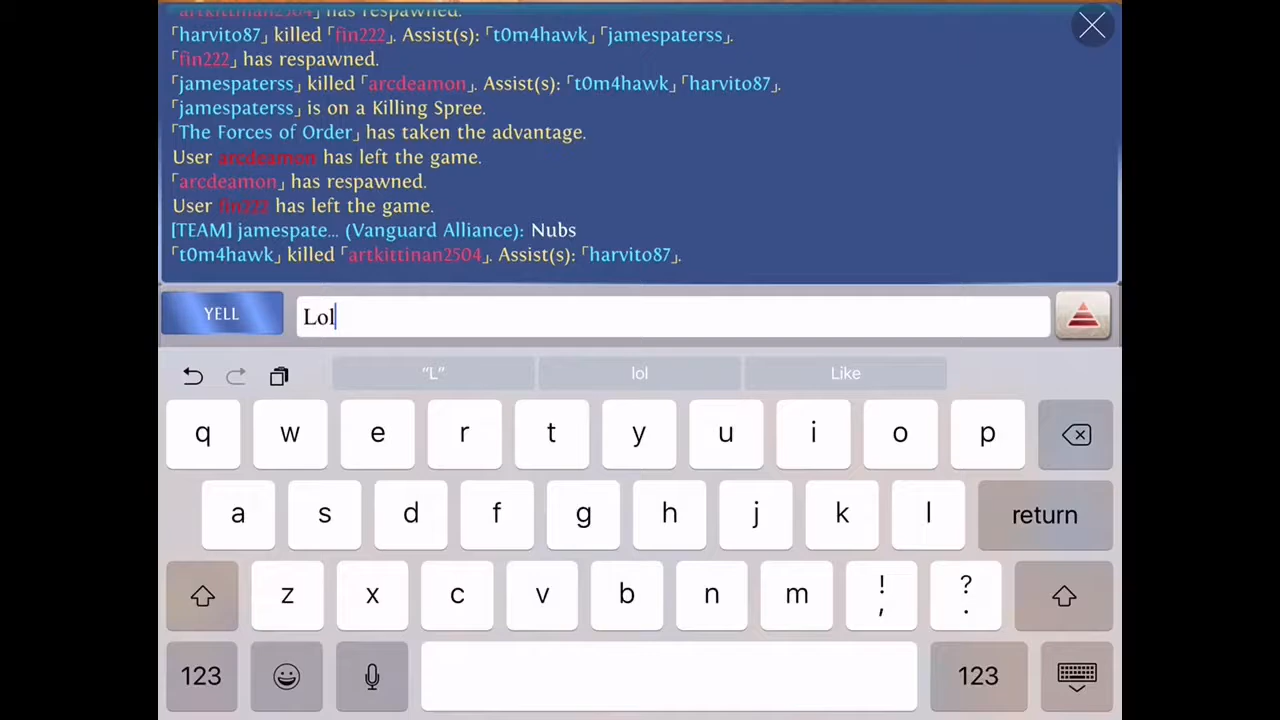 「artkittinan2504」 has respawned.
「harvito87」 killed 「fin222」. Assist(s): 「t0m4hawk」「jamespaterss」.
「fin222」 has respawned.
「jamespaterss」 killed 「arcdeamon」. Assist(s): 「t0m4hawk」「harvito87」.
「jamespaterss」 is on a Killing Spree.
「The Forces of Order」 has taken the advantage.
User arcdeamon has left the game.
「arcdeamon」 has respawned.
User fin222 has left the game.
[TEAM] jamespate... (Vanguard Alliance): Nubs
「t0m4hawk」 killed 「artkittinan2504」. Assist(s): 「harvito87」.
YELL Lol
“L” lol Like
q w e r t y u i o p
a s d f g h j k l return
z x c v b n m ! , ? .
123 123